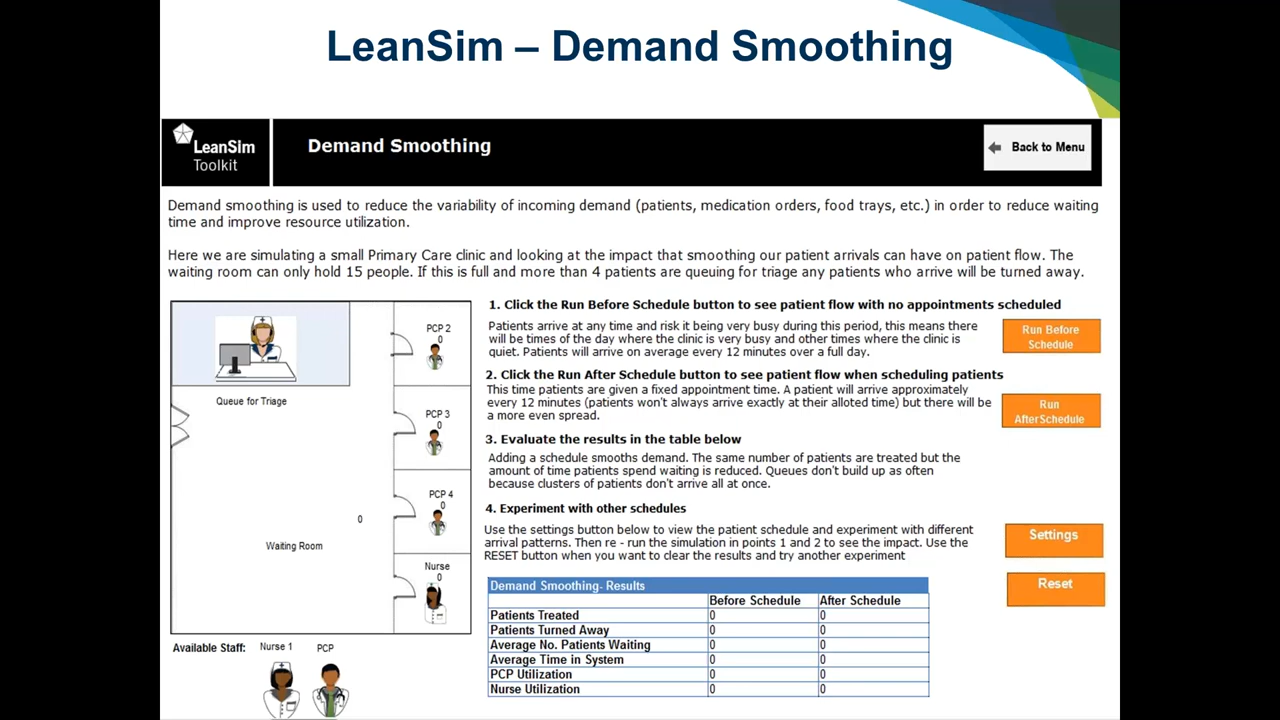 LeanSim – Demand Smoothing
LeanSim
Toolkit
Demand Smoothing
Back to Menu
Demand smoothing is used to reduce the variability of incoming demand (patients, medication orders, food trays, etc.) in order to reduce waiting
time and improve resource utilization.
Here we are simulating a small Primary Care clinic and looking at the impact that smoothing our patient arrivals can have on patient flow. The
waiting room can only hold 15 people. If this is full and more than 4 patients are queuing for triage any patients who arrive will be turned away.
Queue for Triage
PCP 2
0
PCP 3
0
PCP 4
0
0
Waiting Room
Nurse
0
Available Staff:
Nurse 1
PCP
1. Click the Run Before Schedule button to see patient flow with no appointments scheduled
Patients arrive at any time and risk it being very busy during this period, this means there
will be times of the day where the clinic is very busy and other times where the clinic is
quiet. Patients will arrive on average every 12 minutes over a full day.
Run Before
Schedule
2. Click the Run After Schedule button to see patient flow when scheduling patients
This time patients are given a fixed appointment time. A patient will arrive approximately
every 12 minutes (patients won't always arrive exactly at their alloted time) but there will be
a more even spread.
Run
AfterSchedule
3. Evaluate the results in the table below
Adding a schedule smooths demand. The same number of patients are treated but the
amount of time patients spend waiting is reduced. Queues don't build up as often
because clusters of patients don't arrive all at once.
4. Experiment with other schedules
Use the settings button below to view the patient schedule and experiment with different
arrival patterns. Then re - run the simulation in points 1 and 2 to see the impact. Use the
RESET button when you want to clear the results and try another experiment
Settings
Reset
Demand Smoothing- Results
Before Schedule After Schedule
Patients Treated 0 0
Patients Turned Away 0 0
Average No. Patients Waiting 0 0
Average Time in System 0 0
PCP Utilization 0 0
Nurse Utilization 0 0